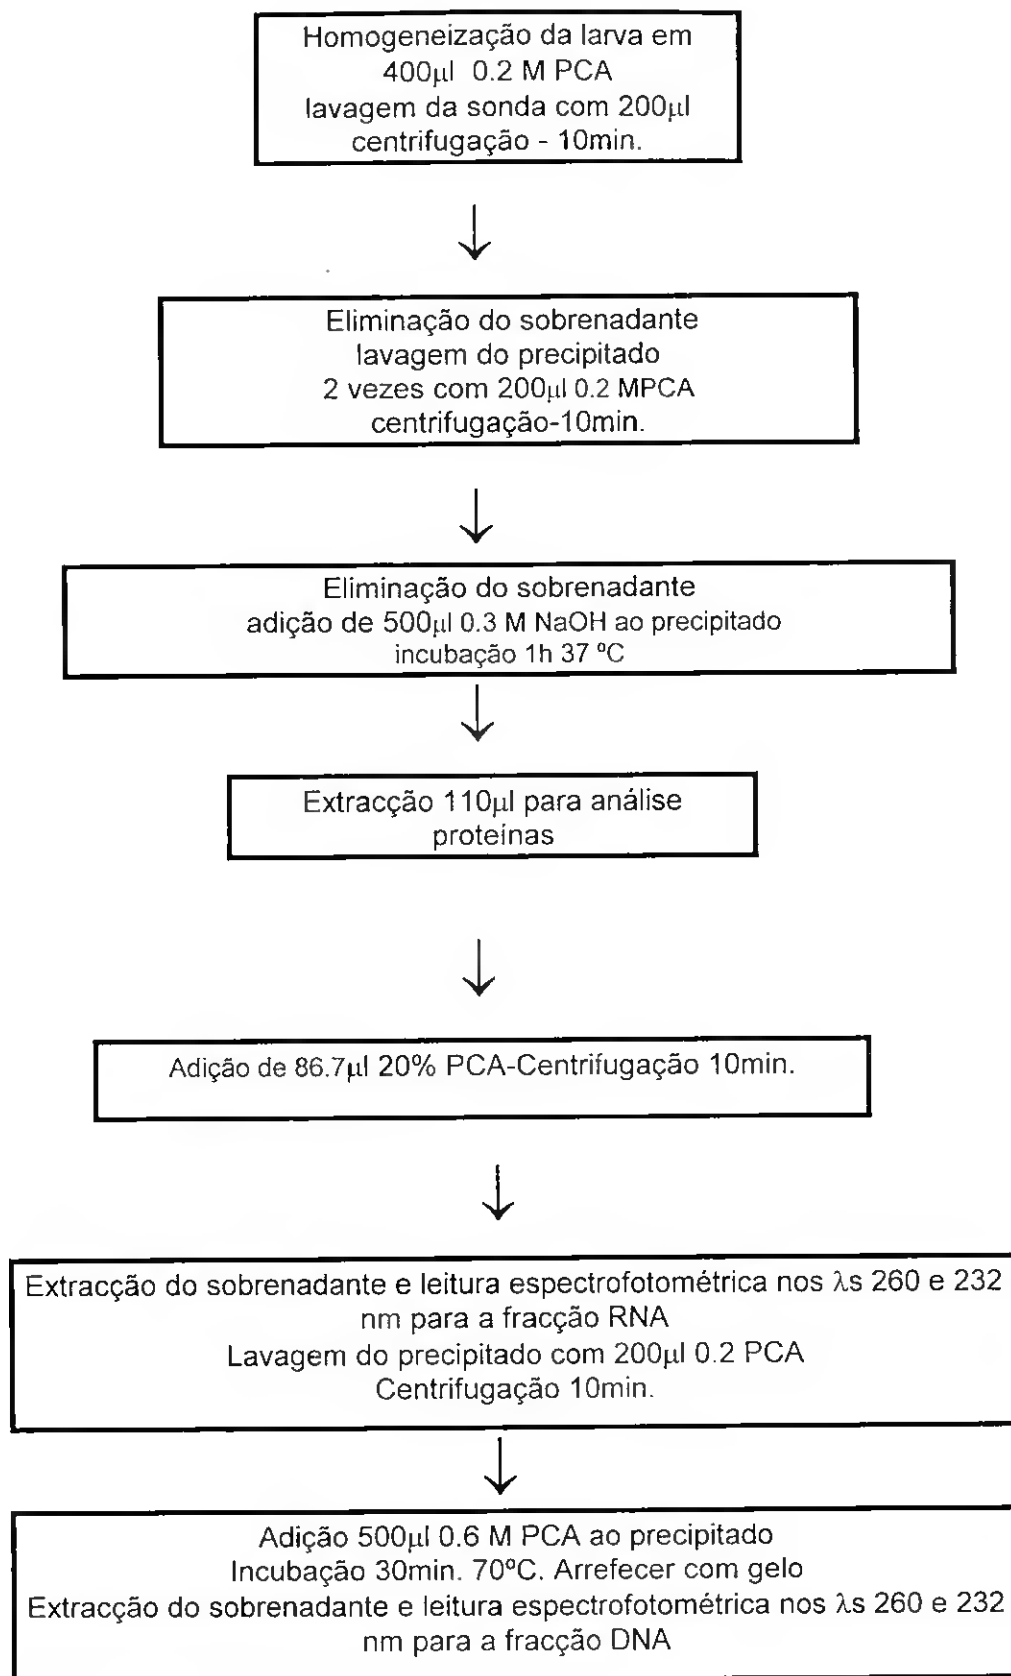 Homogeneização da larva em
400µl 0.2 M PCA
lavagem da sonda com 200µl
centrifugação - 10min.
Eliminação do sobrenadante
lavagem do precipitado
2 vezes com 200µl 0.2 MPCA
centrifugação-10min.
Eliminação do sobrenadante
adição de 500µl 0.3 M NaOH ao precipitado
incubação 1h 37 ºC
Extracção 110µl para análise
proteínas
Adição de 86.7µl 20% PCA-Centrifugação 10min.
Extracção do sobrenadante e leitura espectrofotométrica nos λs 260 e 232
nm para a fracção RNA
Lavagem do precipitado com 200µl 0.2 PCA
Centrifugação 10min.
Adição 500µl 0.6 M PCA ao precipitado
Incubação 30min. 70ºC. Arrefecer com gelo
Extracção do sobrenadante e leitura espectrofotométrica nos λs 260 e 232
nm para a fracção DNA